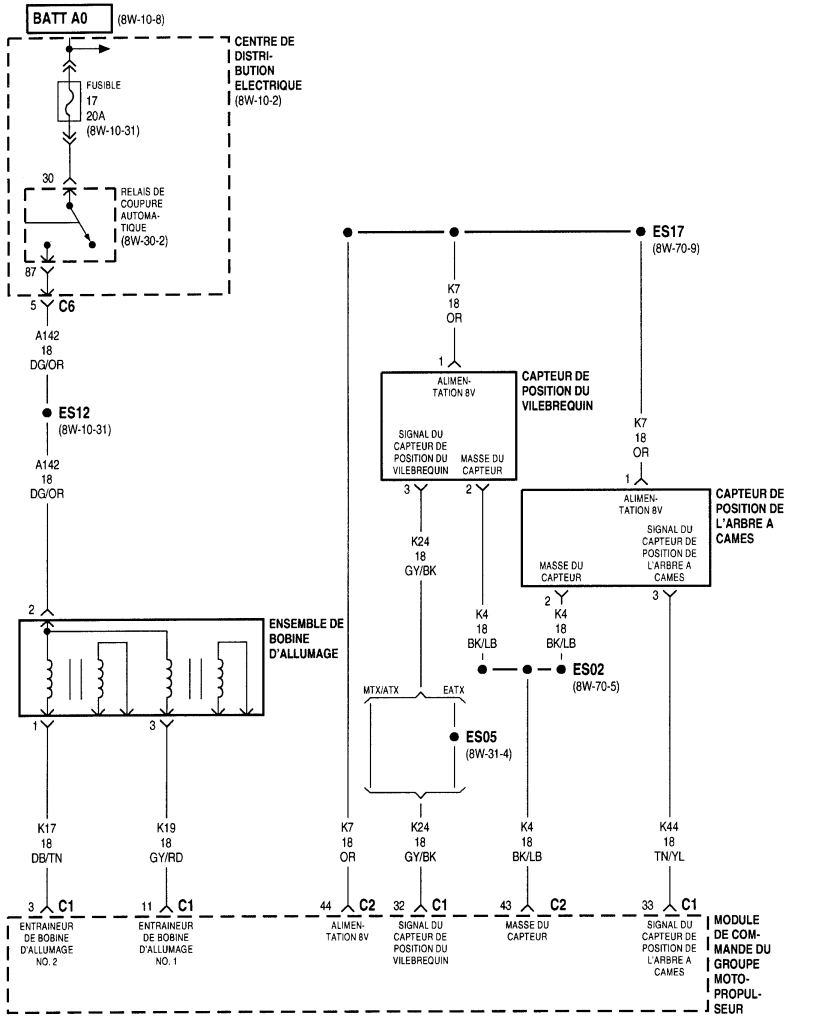 BATT A0
(8W-10-8)
CENTRE DE
DISTRI-
BUTION
ELECTRIQUE
(8W-10-2)
FUSIBLE
17
20A
(8W-10-31)
30
RELAIS DE
COUPURE
AUTOMA-
TIQUE
(8W-30-2)
87
5
C6
A142
18
DG/OR
ES12
(8W-10-31)
A142
18
DG/OR
2
ENSEMBLE DE
BOBINE
D'ALLUMAGE
1
3
K17
18
DB/TN
K19
18
GY/RD
ES17
(8W-70-9)
K7
18
OR
1
ALIMEN-
TATION 8V
CAPTEUR DE
POSITION DU
VILEBREQUIN
SIGNAL DU
CAPTEUR DE
POSITION DU
VILEBREQUIN
MASSE DU
CAPTEUR
3
2
K7
18
OR
1
ALIMEN-
TATION 8V
CAPTEUR DE
POSITION DE
L'ARBRE A
CAMES
SIGNAL DU
CAPTEUR DE
POSITION DE
L'ARBRE A
CAMES
MASSE DU
CAPTEUR
2
3
K24
18
GY/BK
K4
18
BK/LB
K4
18
BK/LB
ES02
(8W-70-5)
MTX/ATX
EATX
ES05
(8W-31-4)
K7
18
OR
K24
18
GY/BK
K4
18
BK/LB
K44
18
TN/YL
3
C1
11
C1
44
C2
32
C1
43
C2
33
C1
ENTRAINEUR
DE BOBINE
D'ALLUMAGE
NO. 2
ENTRAINEUR
DE BOBINE
D'ALLUMAGE
NO. 1
ALIMEN-
TATION 8V
SIGNAL DU
CAPTEUR DE
POSITION DU
VILEBREQUIN
MASSE DU
CAPTEUR
SIGNAL DU
CAPTEUR DE
POSITION DE
L'ARBRE A
CAMES
MODULE
DE COM-
MANDE DU
GROUPE
MOTO-
PROPUL-
SEUR